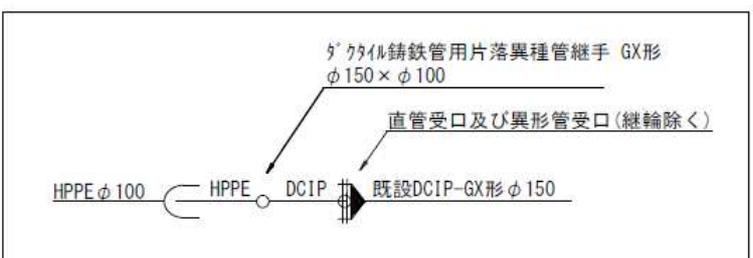 ﾀﾞｸﾀｲﾙ鋳鉄管用片落異種管継手 GX形
φ150×φ100
直管受口及び異形管受口(継輪除く)
HPPEφ100 HPPE DCIP 既設DCIP-GX形φ150